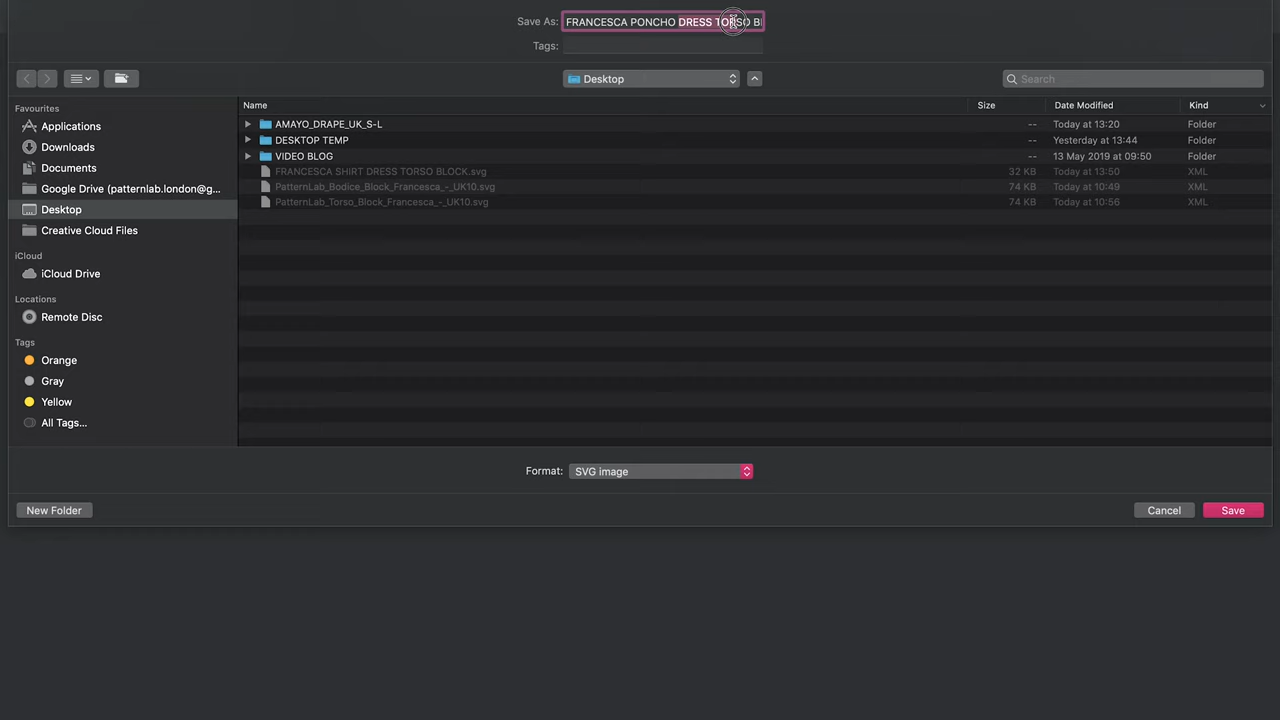 Save As: FRANCESCA PONCHO DRESS TORSO BL
Tags:
Desktop
Search
Favourites
Applications
Downloads
Documents
Google Drive (patternlab.london@g...
Desktop
Creative Cloud Files
iCloud
iCloud Drive
Locations
Remote Disc
Tags
Orange
Gray
Yellow
All Tags...
Name Size Date Modified Kind
AMAYO_DRAPE_UK_S-L -- Today at 13:20 Folder
DESKTOP TEMP -- Yesterday at 13:44 Folder
VIDEO BLOG -- 13 May 2019 at 09:50 Folder
FRANCESCA SHIRT DRESS TORSO BLOCK.svg 32 KB Today at 13:50 XML
PatternLab_Bodice_Block_Francesca_-_UK10.svg 74 KB Today at 10:49 XML
PatternLab_Torso_Block_Francesca_-_UK10.svg 74 KB Today at 10:56 XML
Format: SVG image
New Folder Cancel Save